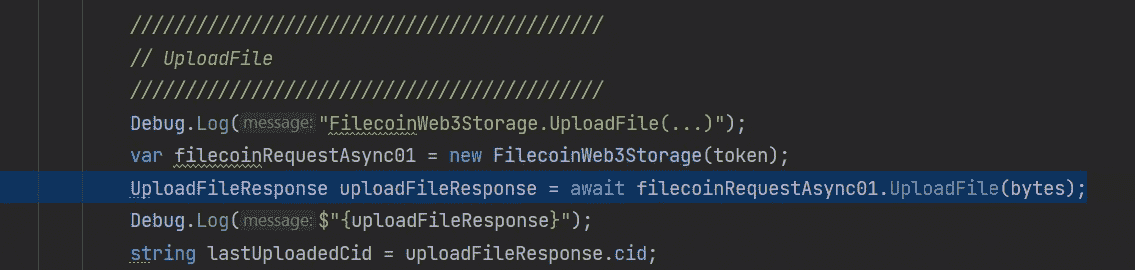 ///////////////////////////////////////////
// UploadFile
///////////////////////////////////////////
Debug.Log( message: "FilecoinWeb3Storage.UploadFile(...)");
var filecoinRequestAsync01 = new FilecoinWeb3Storage(token);
UploadFileResponse uploadFileResponse = await filecoinRequestAsync01.UploadFile(bytes);
Debug.Log( message: $"{uploadFileResponse}");
string lastUploadedCid = uploadFileResponse.cid;